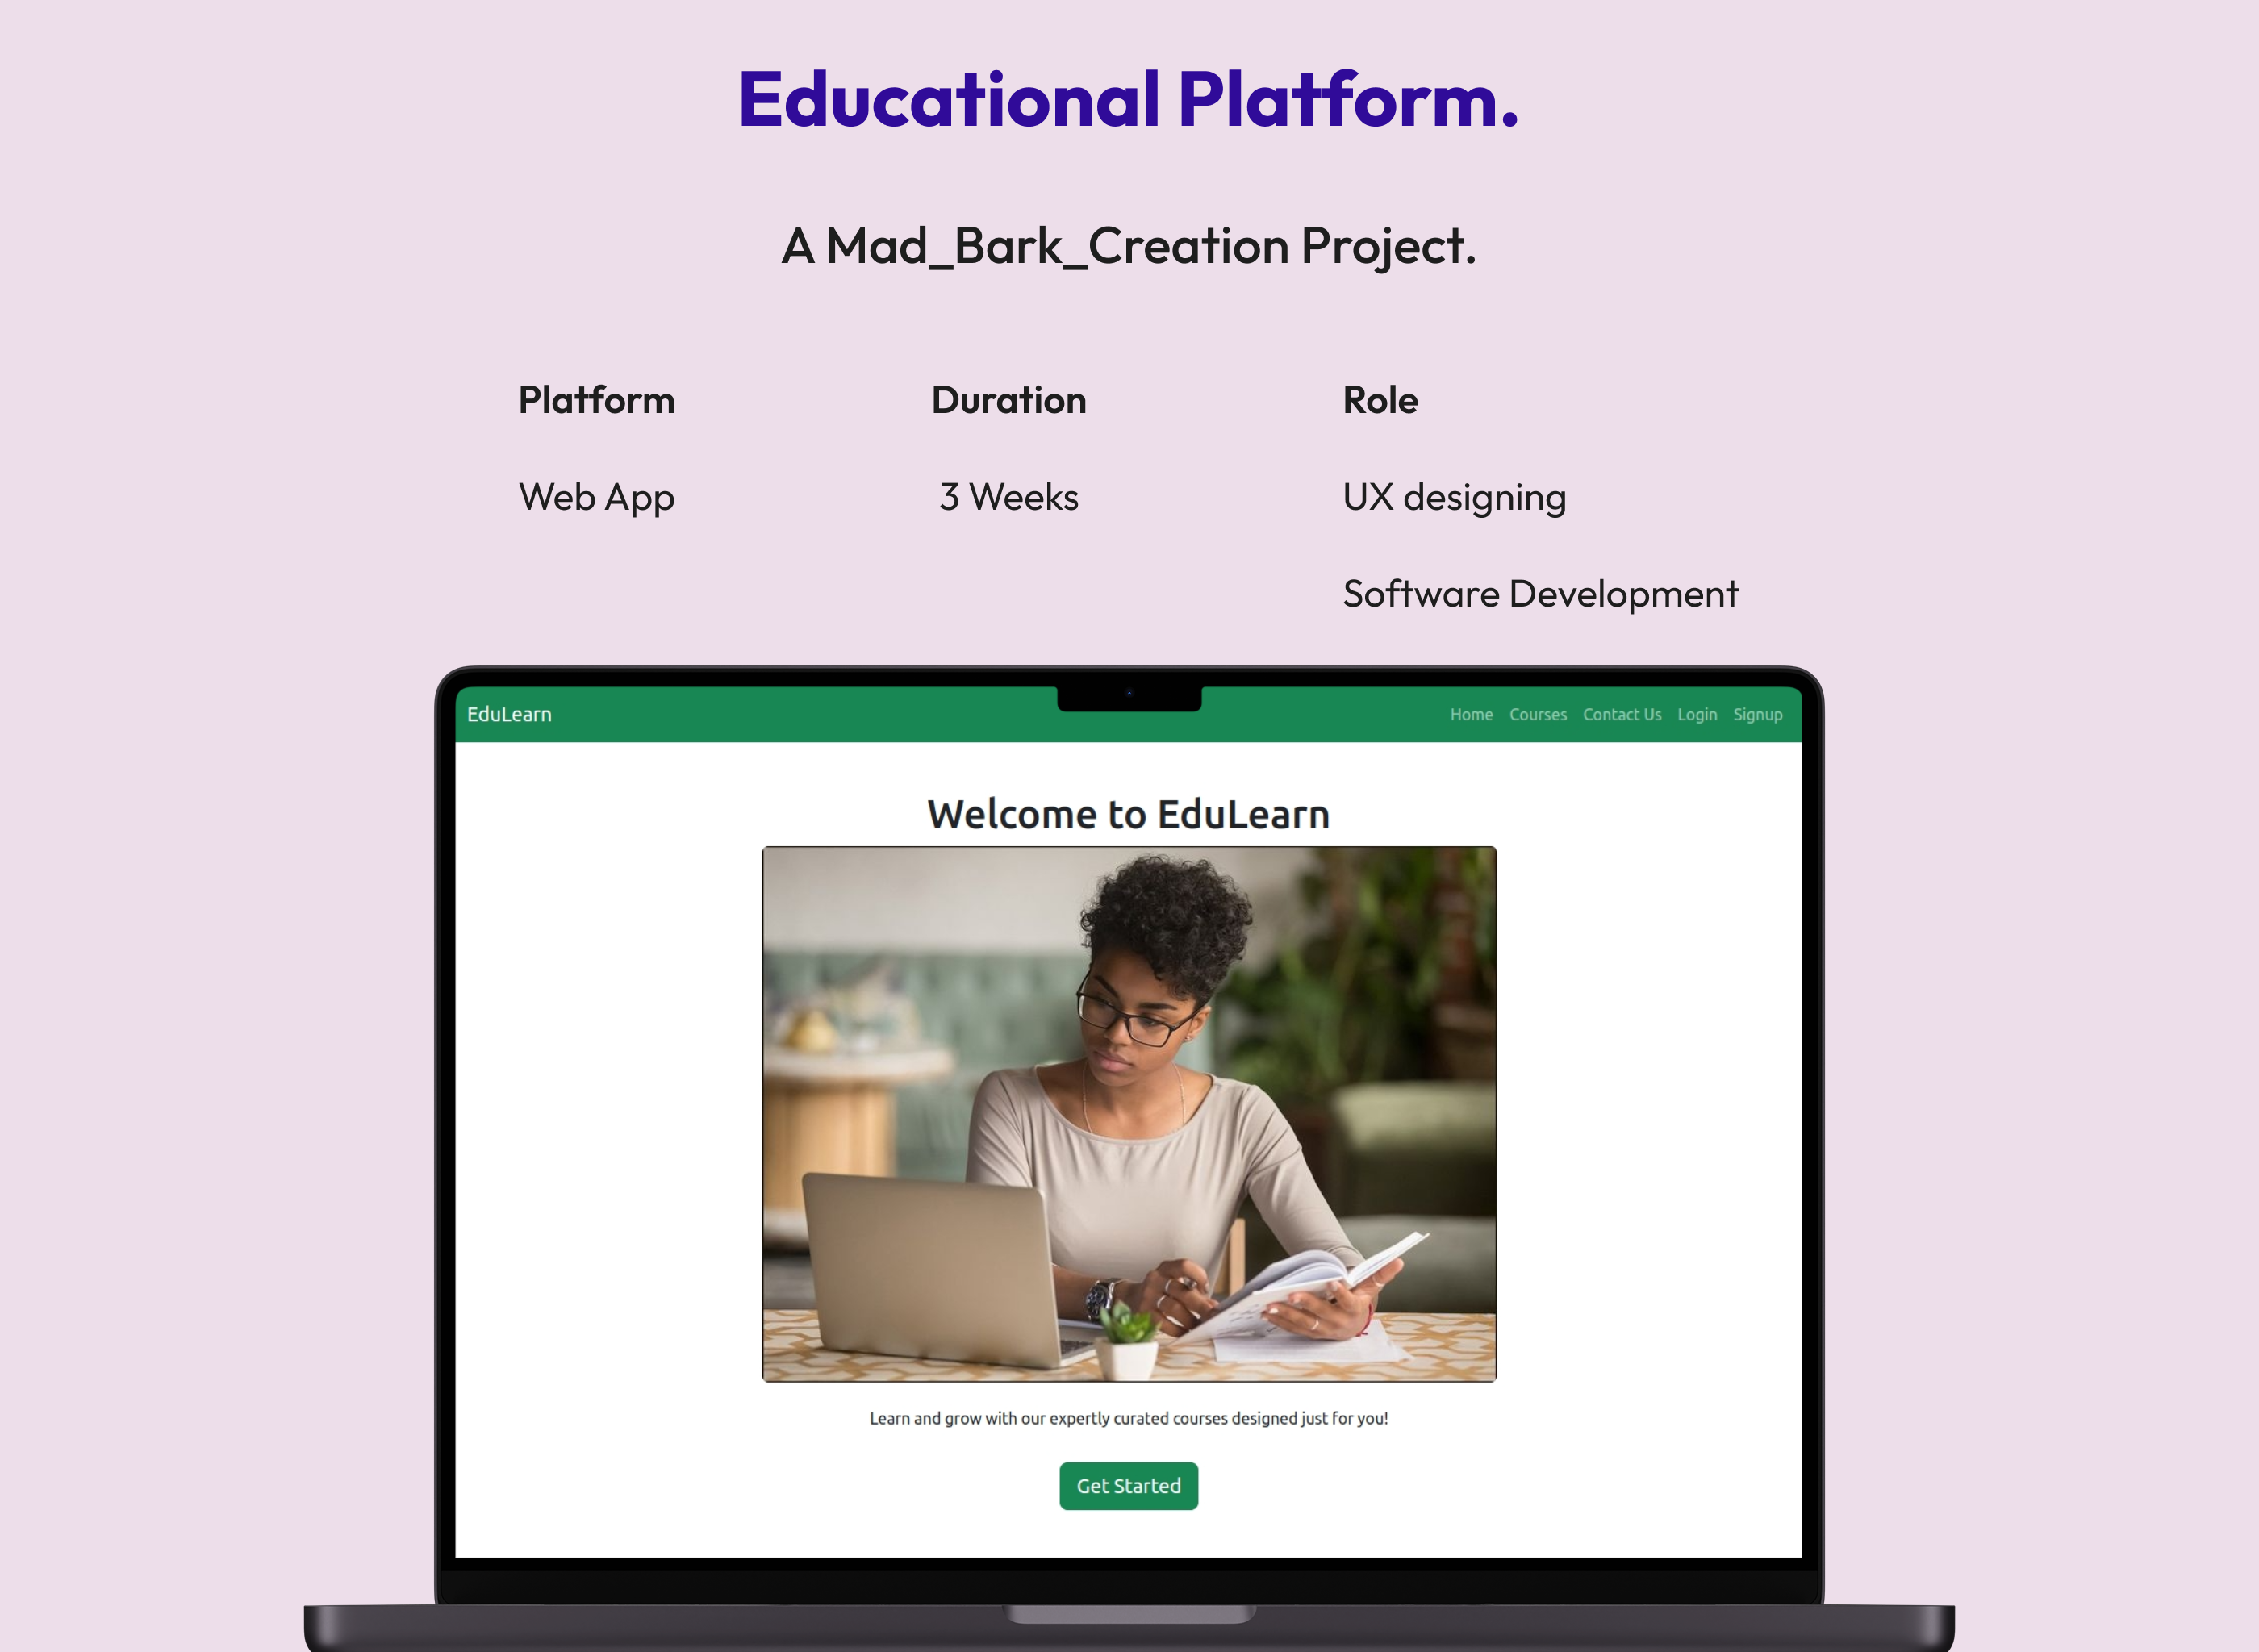 Educational Platform.
A Mad_Bark_Creation Project.
Platform
Duration
Role
Web App
3 Weeks
UX designing
Software Development
EduLearn
Home Courses Contact Us Login Signup
Welcome to EduLearn
Learn and grow with our expertly curated courses designed just for you!
Get Started